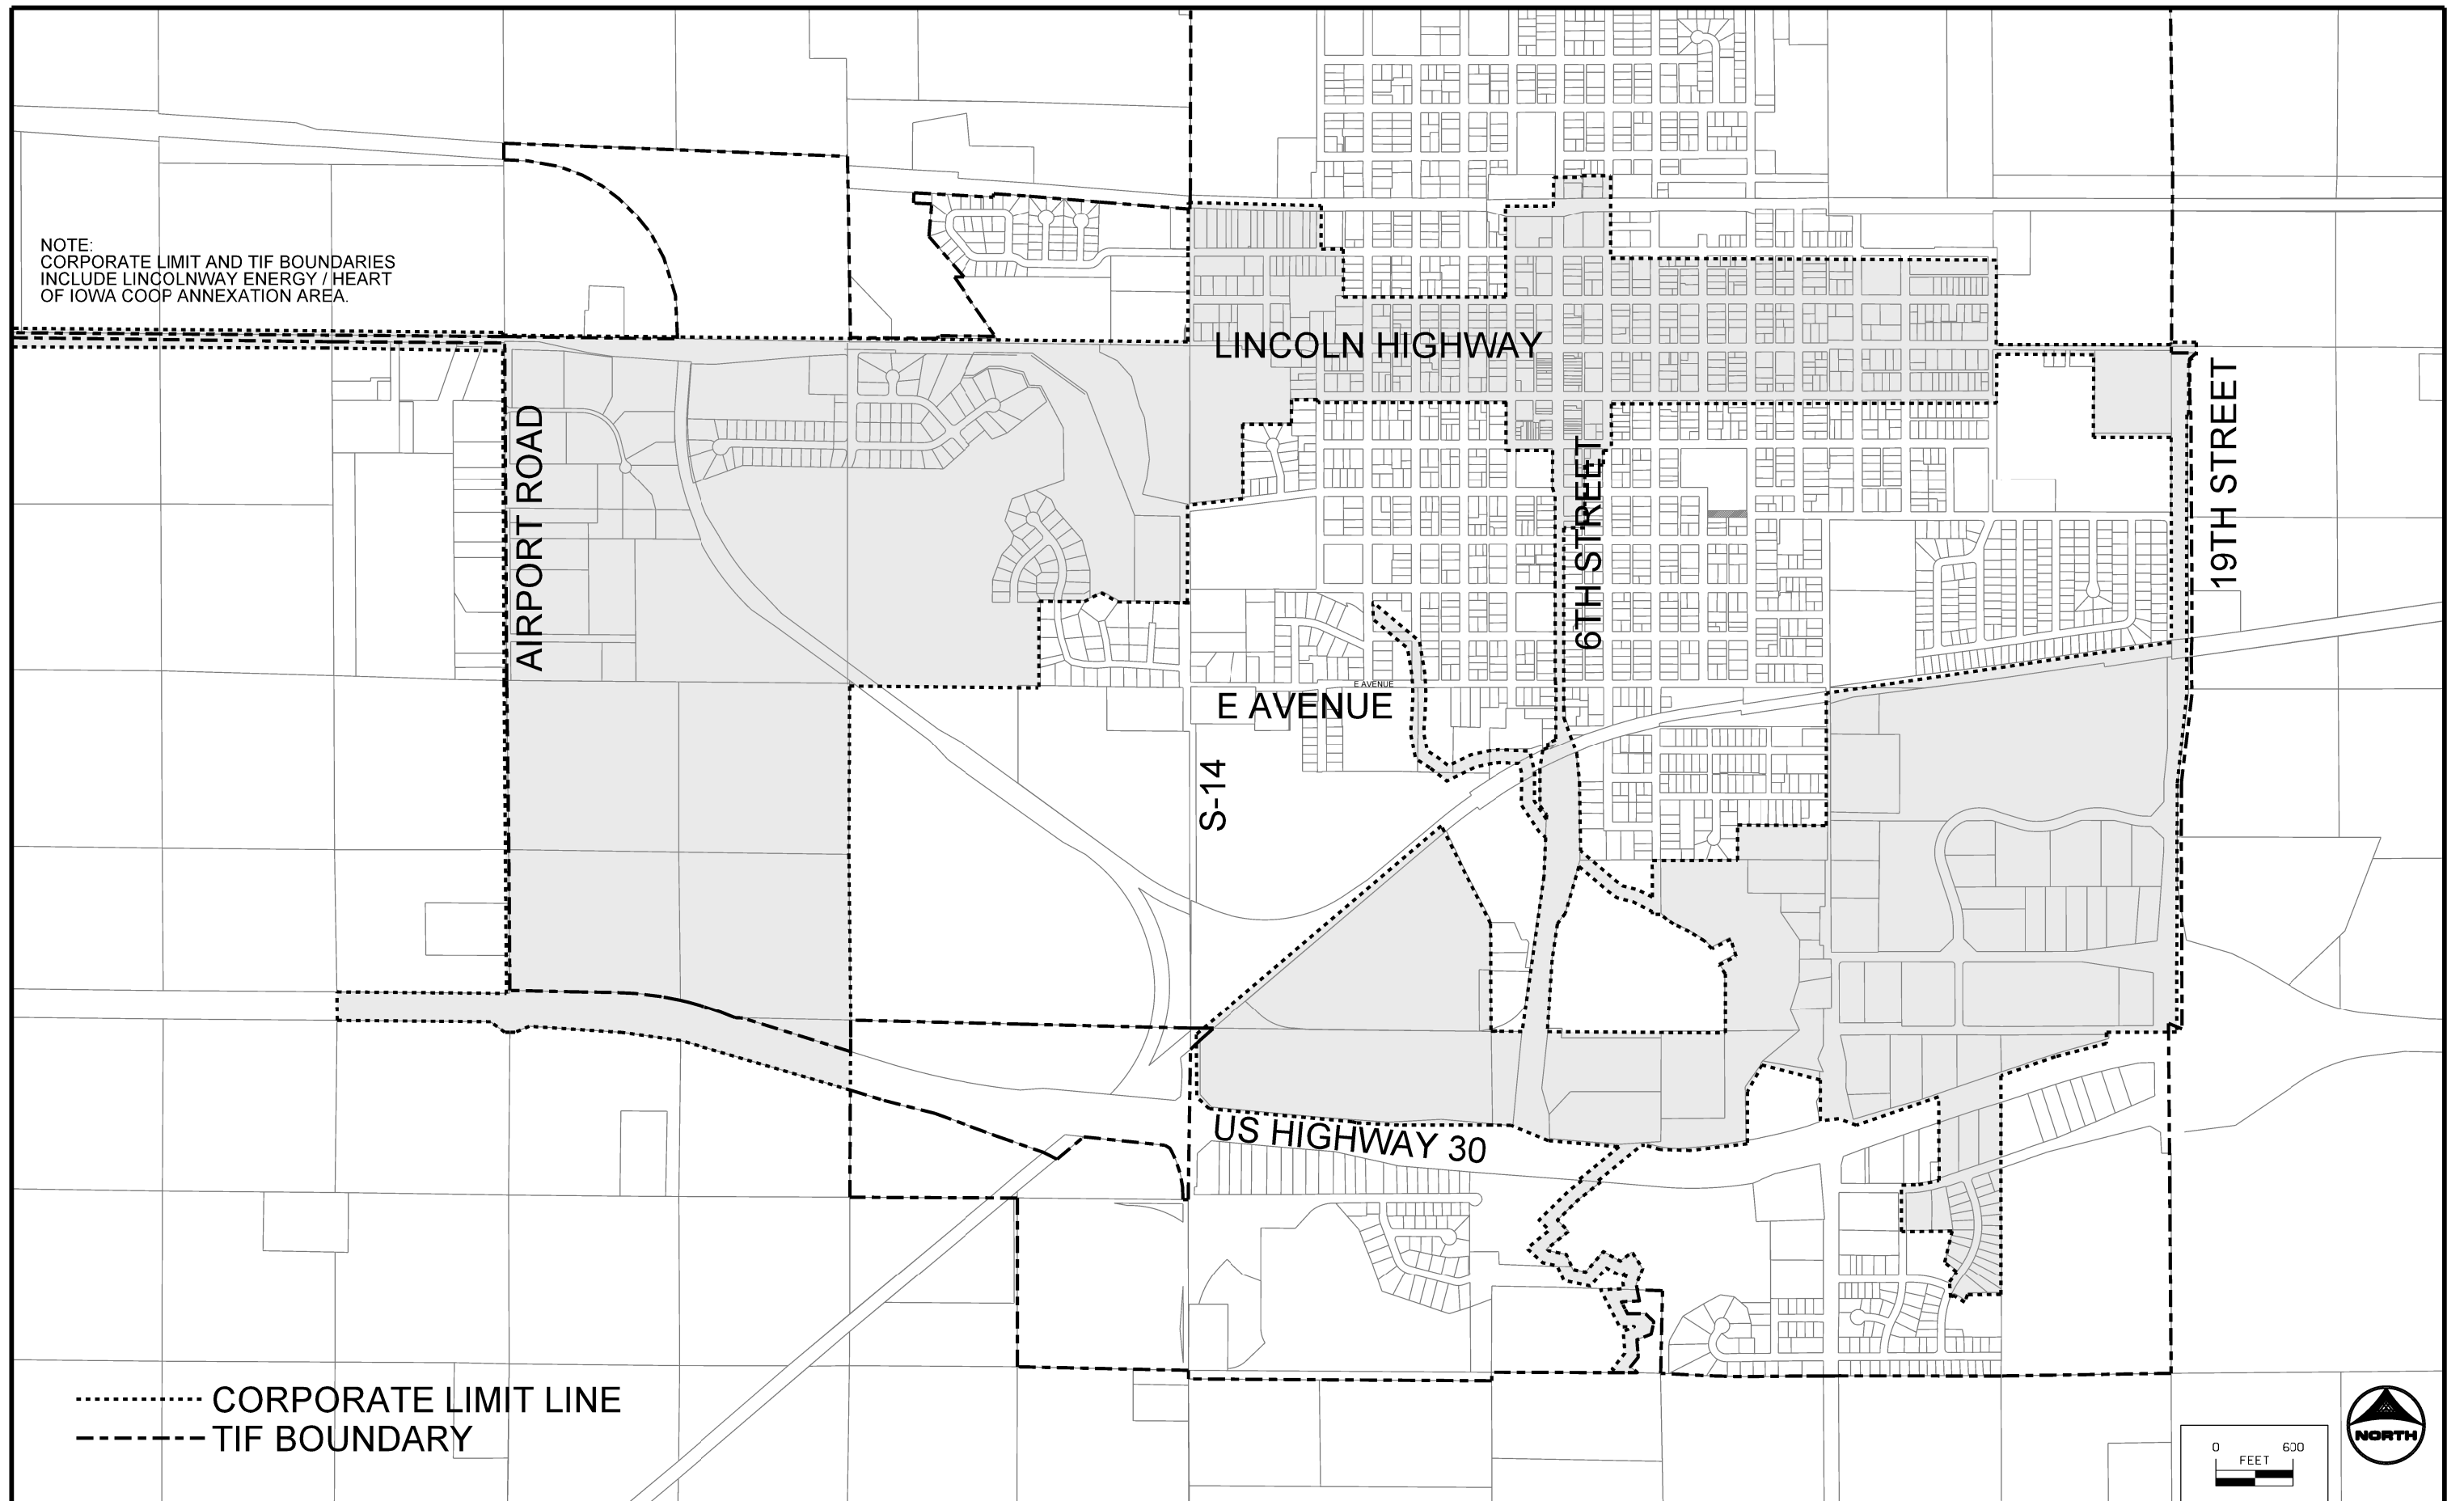 NOTE:
CORPORATE LIMIT AND TIF BOUNDARIES
INCLUDE LINCOLNWAY ENERGY / HEART
OF IOWA COOP ANNEXATION AREA.
LINCOLN HIGHWAY
AIRPORT ROAD
6TH STREET
19TH STREET
E AVENUE
E AVENUE
S-14
US HIGHWAY 30
CORPORATE LIMIT LINE
TIF BOUNDARY
0 600
FEET
NORTH